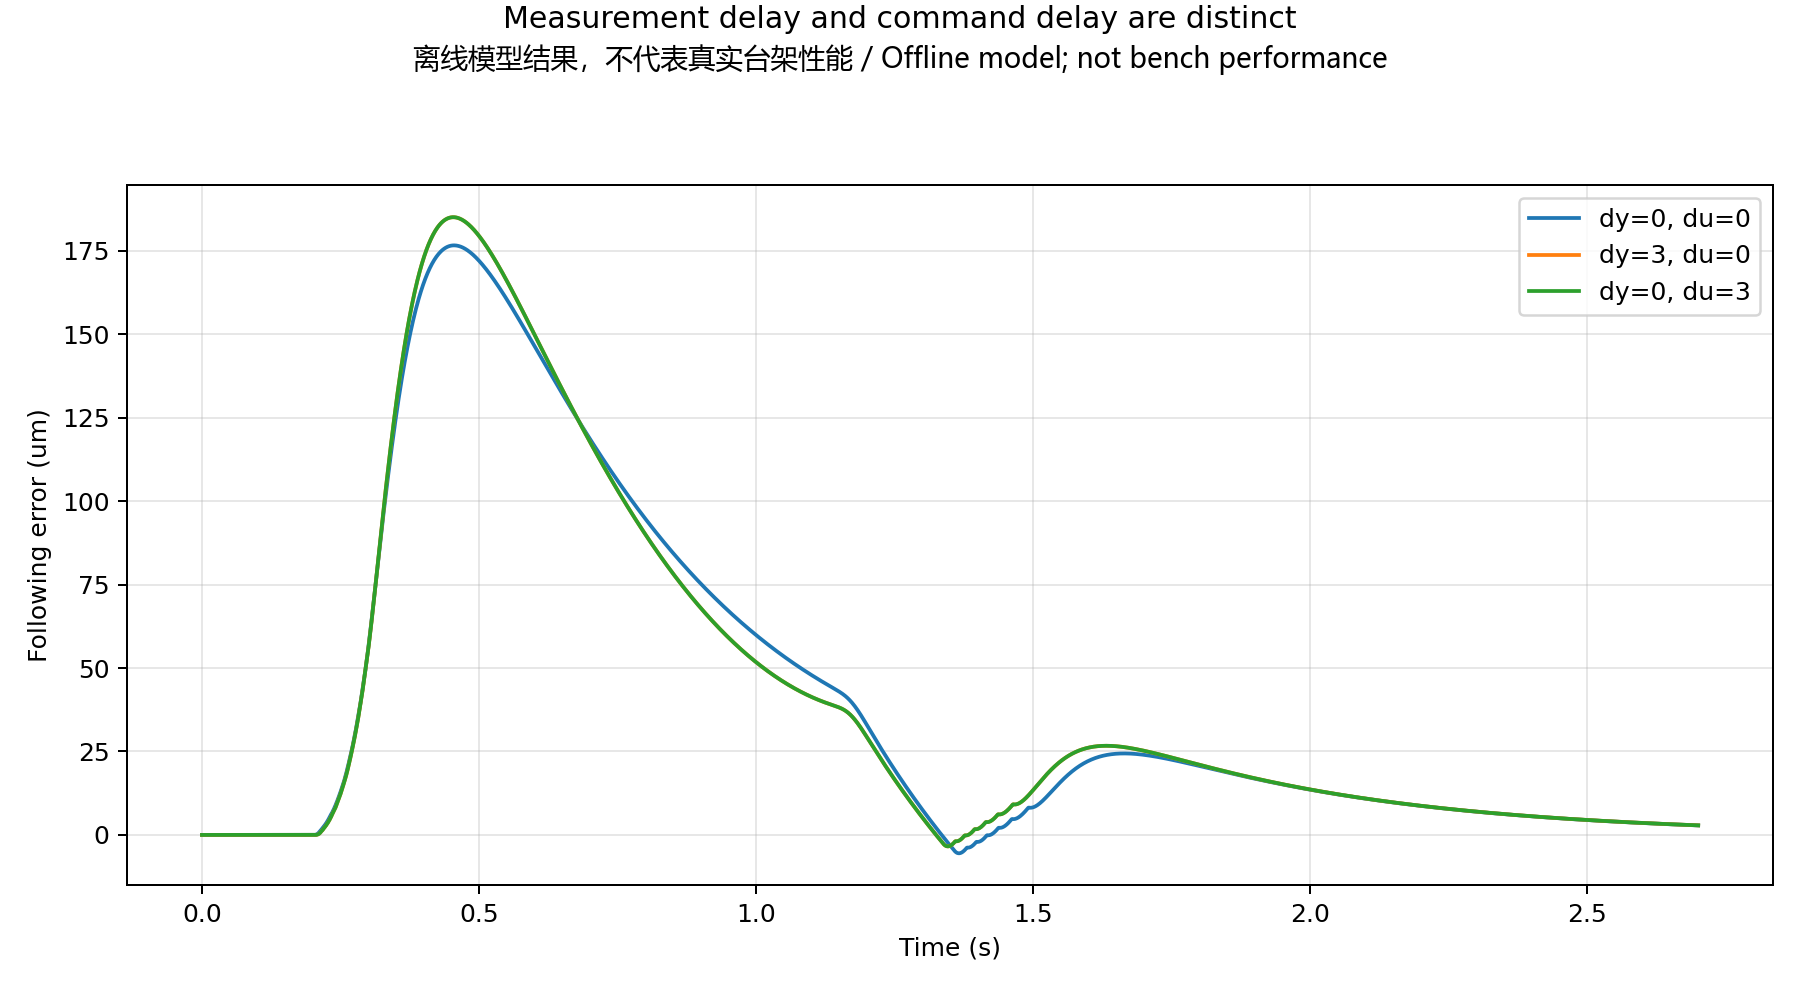 Measurement delay and command delay are distinct
离线模型结果，不代表真实台架性能 / Offline model; not bench performance
dy=0, du=0
dy=3, du=0
dy=0, du=3
175
150
125
100
75
50
25
0
Following error (um)
0.0 0.5 1.0 1.5 2.0 2.5
Time (s)